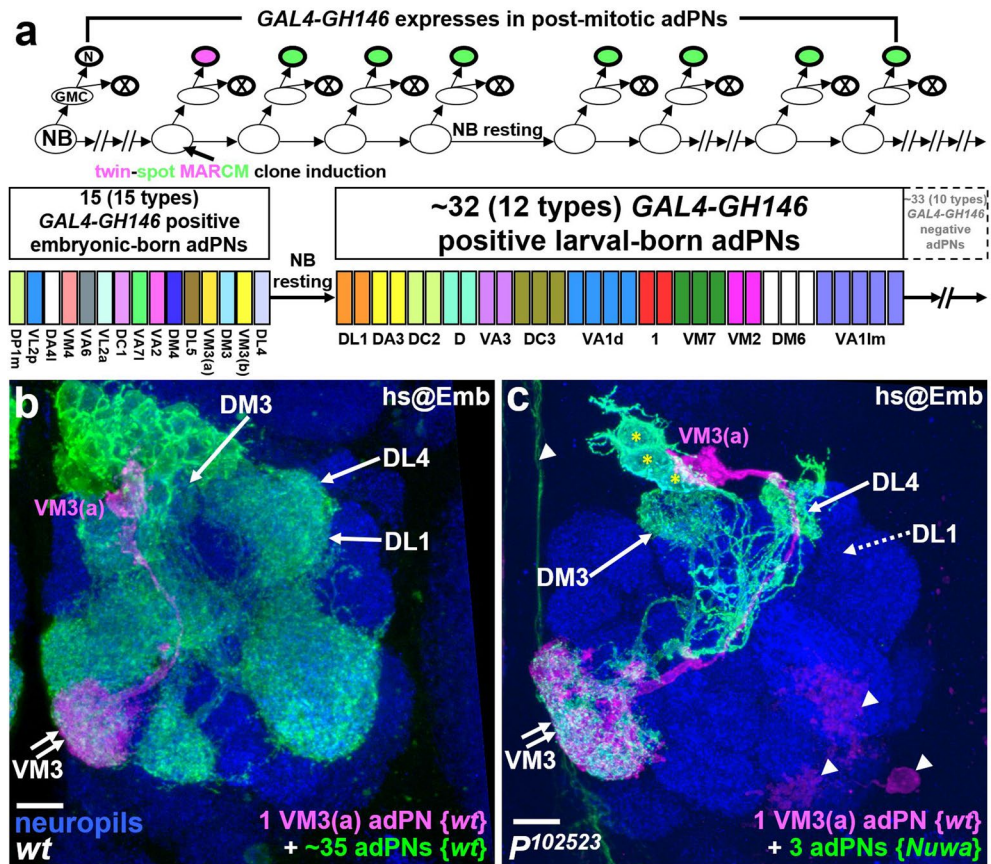 a
GAL4-GH146 expresses in post-mitotic adPNs
N
X X X X X X X X X
GMC
NB
NB resting
twin-spot MARCM clone induction
15 (15 types)
GAL4-GH146 positive
embryonic-born adPNs
NB
resting
~32 (12 types) GAL4-GH146
positive larval-born adPNs
~33 (10 types)
GAL4-GH146
negative
adPNs
DP1m
VL2p
DA4l
VM4
VA6
VL2a
DC1
VA7l
VA2
DM4
DL5
VM3(a)
DM3
VM3(b)
DL4
DL1 DA3 DC2 D VA3 DC3 VA1d 1 VM7 VM2 DM6 VA1lm
b
hs@Emb
DM3
DL4
VM3(a)
DL1
VM3
neuropils
wt
1 VM3(a) adPN {wt}
+ ~35 adPNs {wt}
c
hs@Emb
VM3(a)
* * *
DL4
DL1
DM3
VM3
P102523
1 VM3(a) adPN {wt}
+ 3 adPNs {Nuwa}